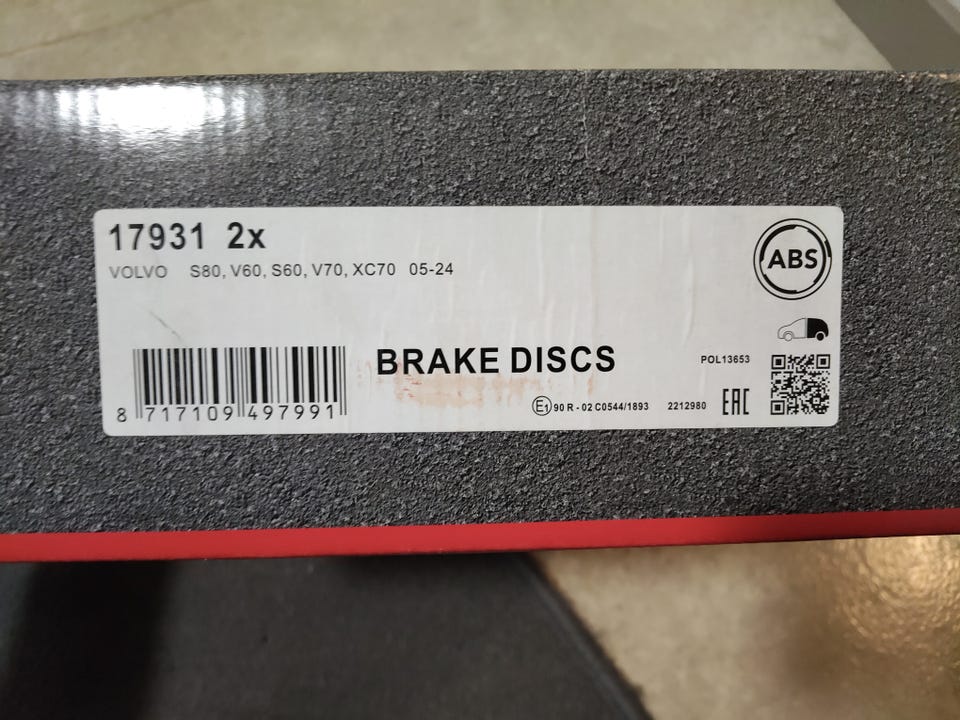 17931 2x
VOLVO S80, V60, S60, V70, XC70 05-24
ABS
BRAKE DISCS
POL13653
8 717109 497991
E1 90 R - 02 C0544/1893 2212980 EAC